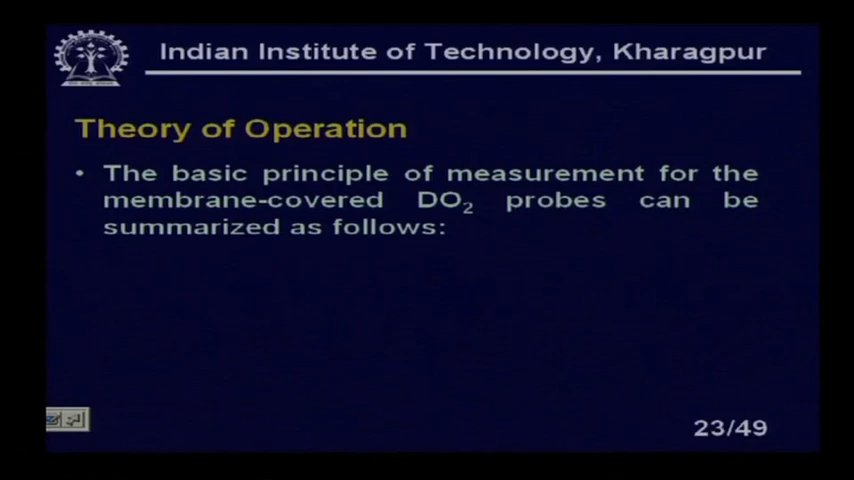 Indian Institute of Technology, Kharagpur
Theory of Operation
• The basic principle of measurement for the
membrane-covered DO₂ probes can be
summarized as follows:
23/49